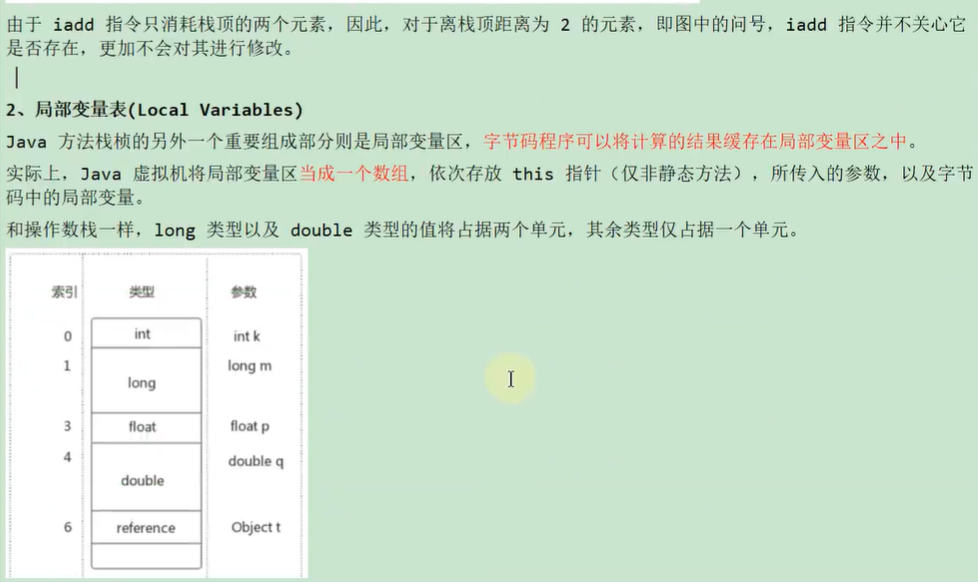 由于 iadd 指令只消耗栈顶的两个元素，因此，对于离栈顶距离为 2 的元素，即图中的问号，iadd 指令并不关心它
是否存在，更加不会对其进行修改。
2、局部变量表(Local Variables)
Java 方法栈桢的另外一个重要组成部分则是局部变量区，字节码程序可以将计算的结果缓存在局部变量区之中。
实际上，Java 虚拟机将局部变量区当成一个数组，依次存放 this 指针（仅非静态方法），所传入的参数，以及字节
码中的局部变量。
和操作数栈一样，long 类型以及 double 类型的值将占据两个单元，其余类型仅占据一个单元。
索引 类型 参数
0 int int k
1 long long m
3 float float p
4 double double q
6 reference Object t